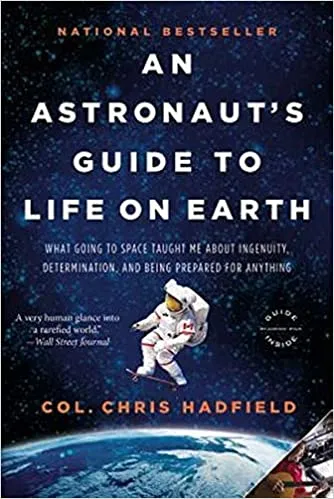 NATIONAL BESTSELLER
AN
ASTRONAUT'S
GUIDE TO
LIFE ON EARTH
WHAT GOING TO SPACE TAUGHT ME ABOUT INGENUITY,
DETERMINATION, AND BEING PREPARED FOR ANYTHING
A very human glance into
a rarefied world."
—Wall Street Journal
GUIDE
INSIDE
COL. CHRIS HADFIELD